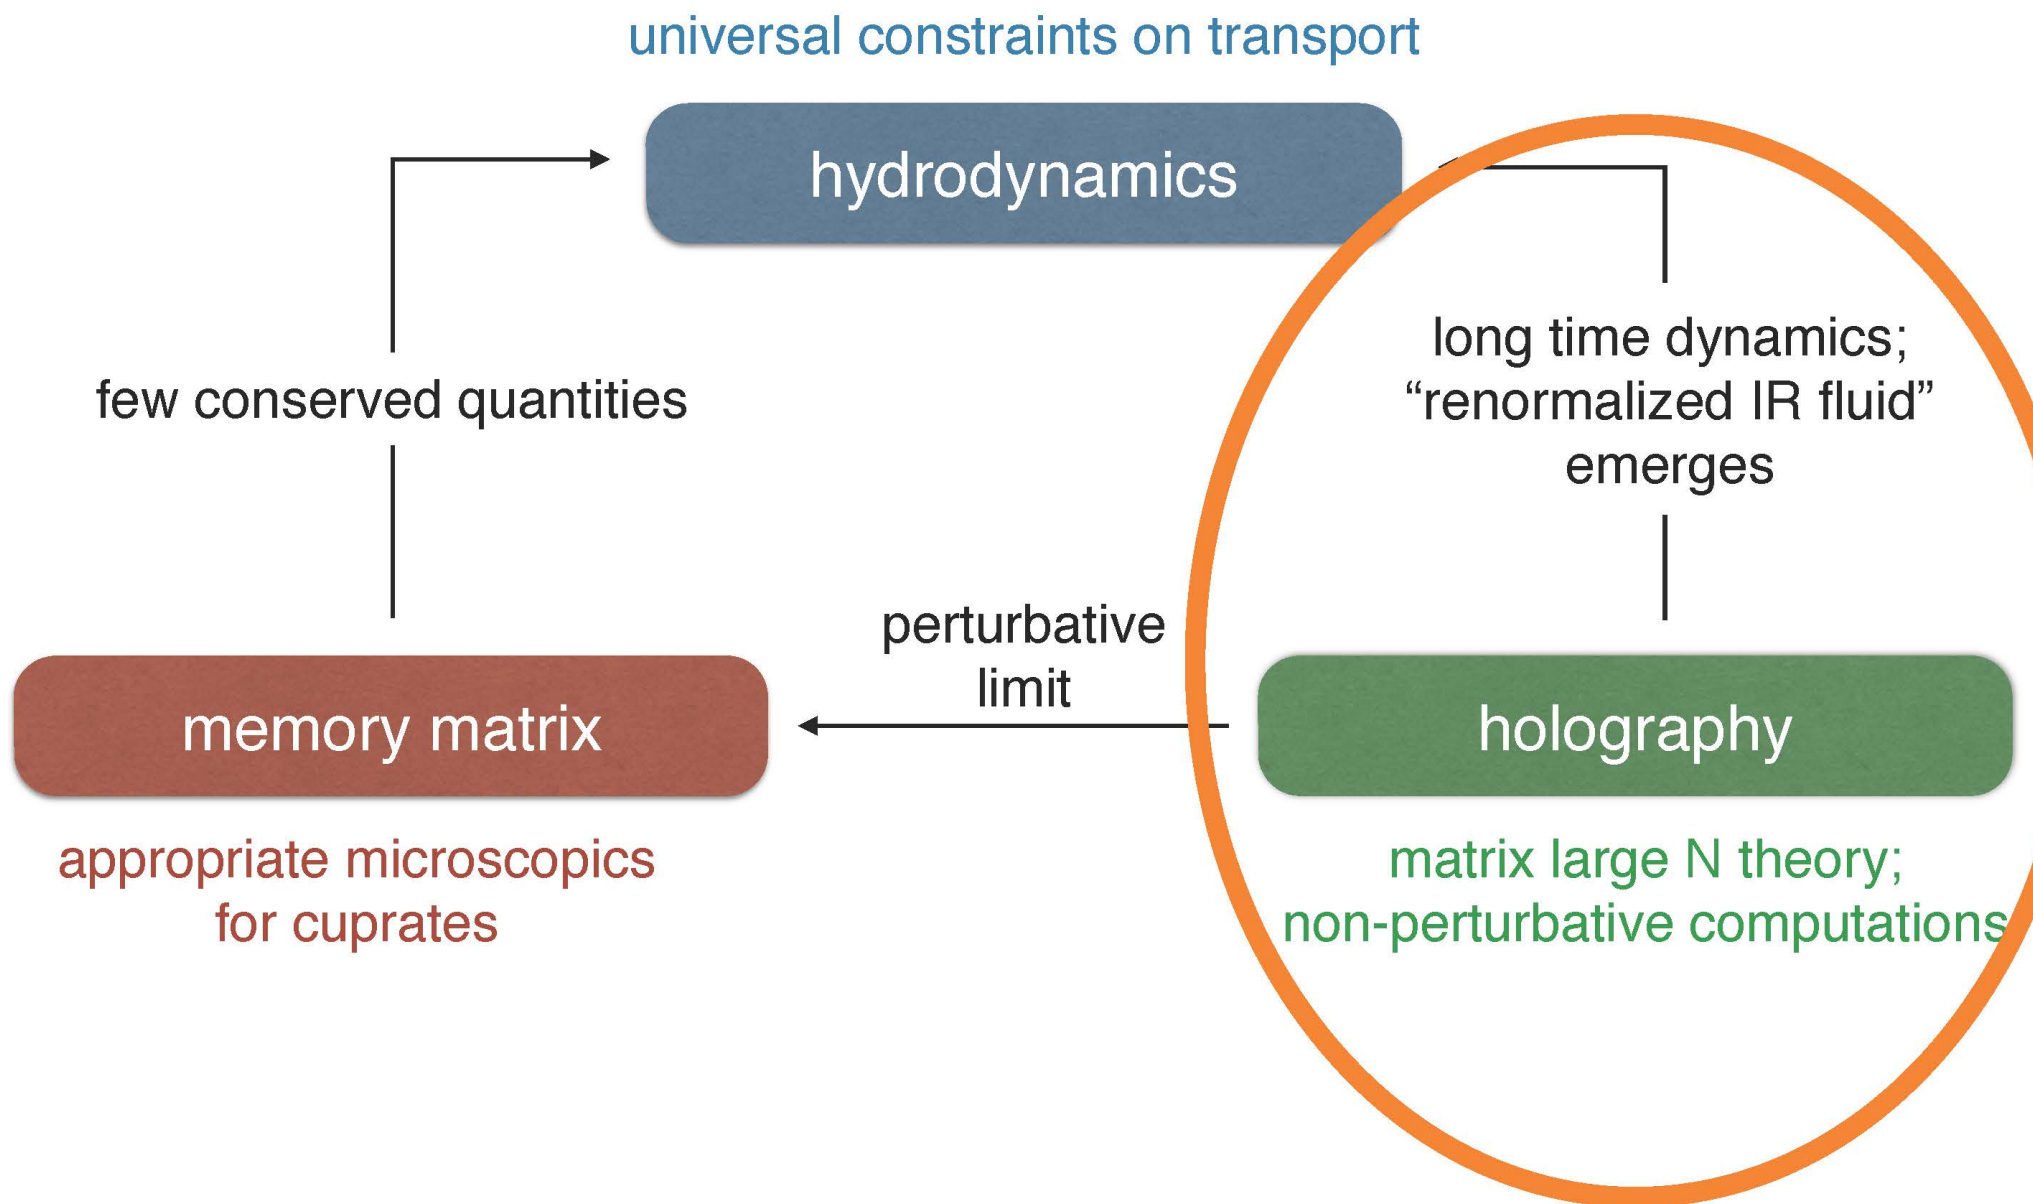 universal constraints on transport
hydrodynamics
few conserved quantities
long time dynamics;
“renormalized IR fluid”
emerges
perturbative
limit
memory matrix
holography
appropriate microscopics
for cuprates
matrix large N theory;
non-perturbative computations